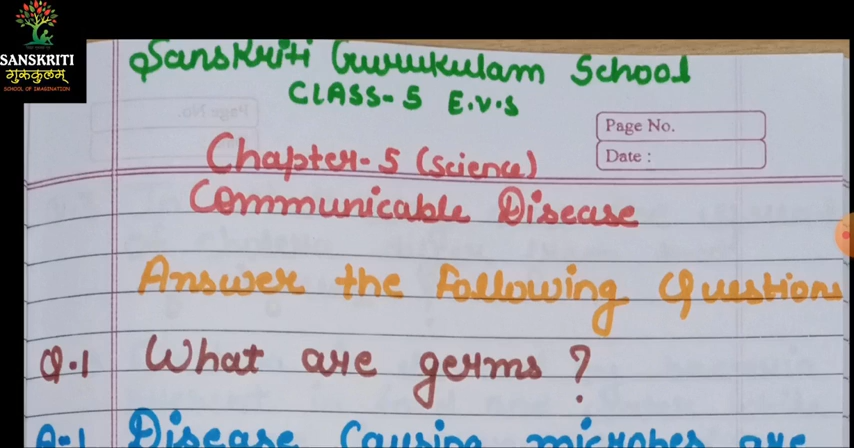 SANSKRITI
गुरुकुलम्
SCHOOL OF IMAGINATION
Sanskriti Gurukulam School
CLASS-5 E.V.S
Page No.
Date :
Chapter-5 (Science)
Communicable Disease
Answer the Following Questions
Q.1 What are germs ?
A-1 Disease Causing microbes are